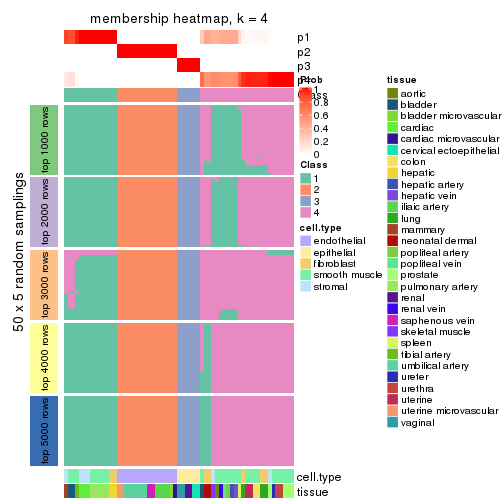 membership heatmap, k = 4
p1
p2
p3
p4
Class
50 x 5 random samplings
top 1000 rows
top 2000 rows
top 3000 rows
top 4000 rows
top 5000 rows
cell.type
tissue
Prob
1
0.8
0.6
0.4
0.2
0
Class
1
2
3
4
cell.type
endothelial
epithelial
fibroblast
smooth muscle
stromal
tissue
aortic
bladder
bladder microvascular
cardiac
cardiac microvascular
cervical ectoepithelial
colon
hepatic
hepatic artery
hepatic vein
iliaic artery
lung
mammary
neonatal dermal
popliteal artery
popliteal vein
prostate
pulmonary artery
renal
renal vein
saphenous vein
skeletal muscle
spleen
tibial artery
umbilical artery
ureter
urethra
uterine
uterine microvascular
vaginal